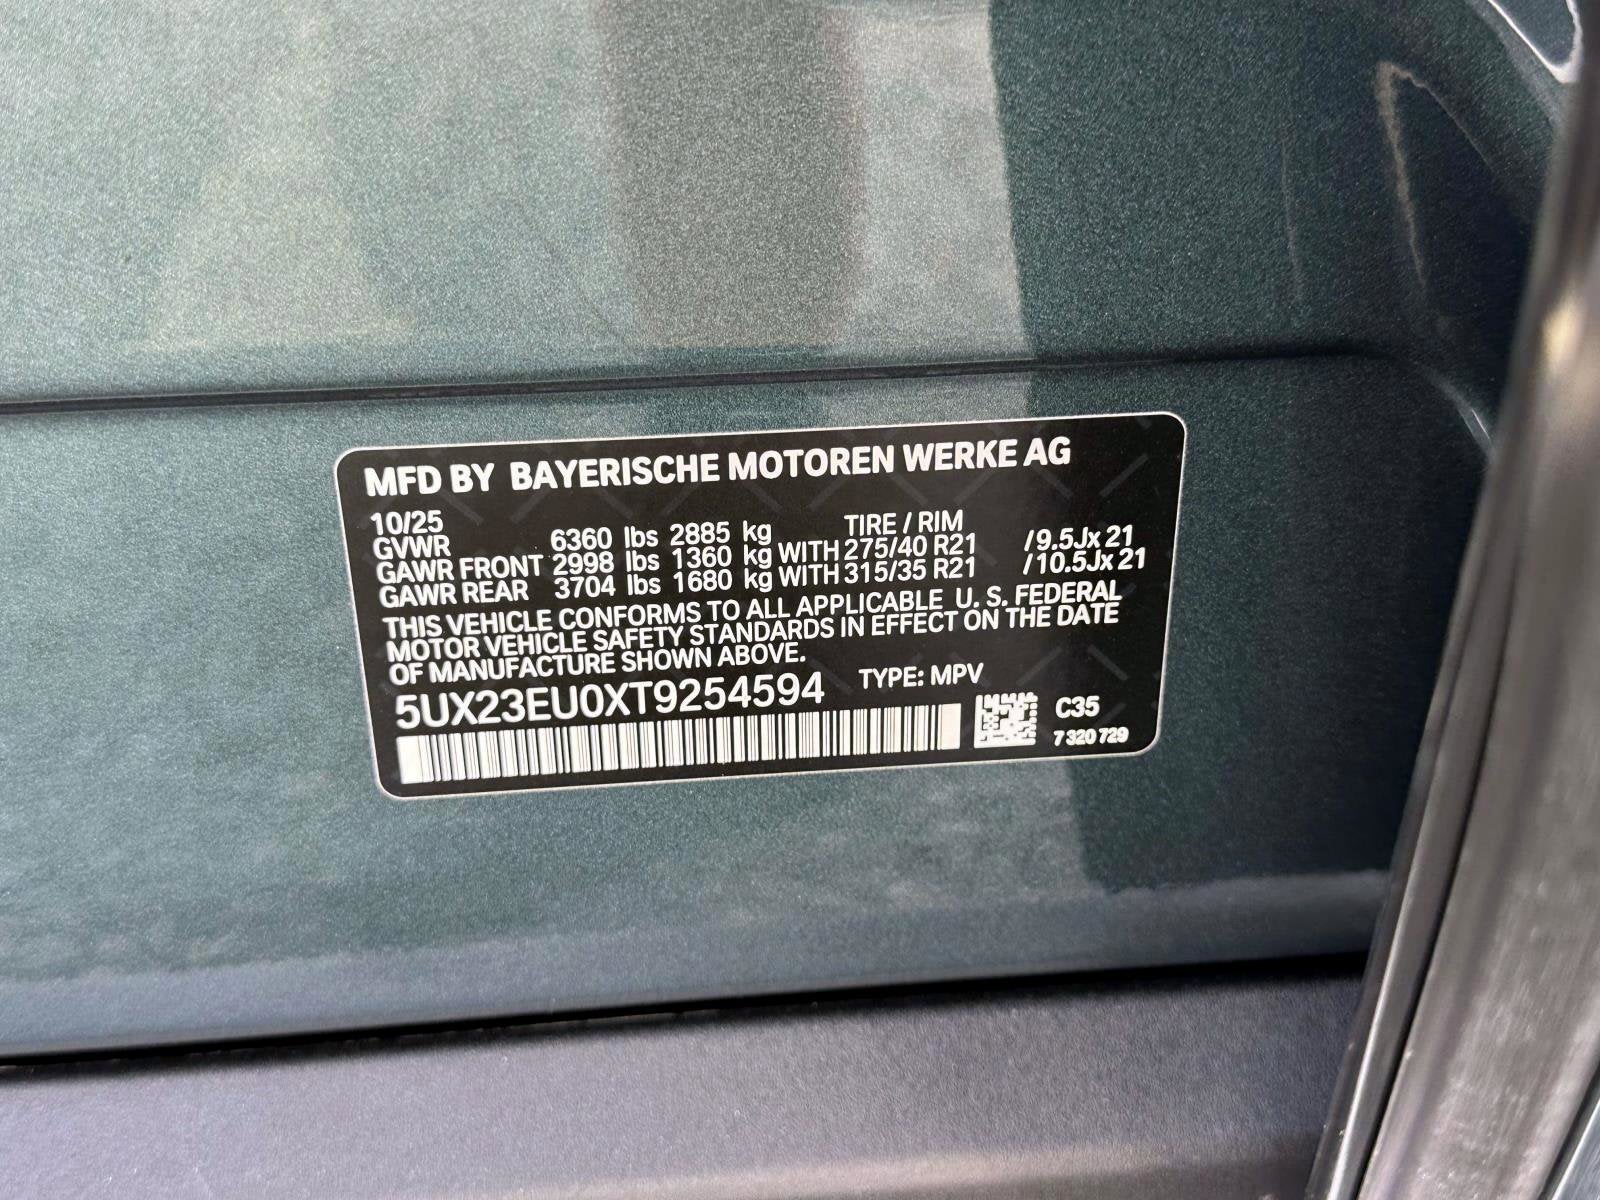 MFD BY BAYERISCHE MOTOREN WERKE AG
10/25 TIRE / RIM
GVWR 6360 lbs 2885 kg
GAWR FRONT 2998 lbs 1360 kg WITH 275/40 R21 /9.5Jx21
GAWR REAR 3704 lbs 1680 kg WITH 315/35 R21 /10.5Jx21
THIS VEHICLE CONFORMS TO ALL APPLICABLE U. S. FEDERAL
MOTOR VEHICLE SAFETY STANDARDS IN EFFECT ON THE DATE
OF MANUFACTURE SHOWN ABOVE.
5UX23EU0XT9254594 TYPE: MPV
C35
7 320 729